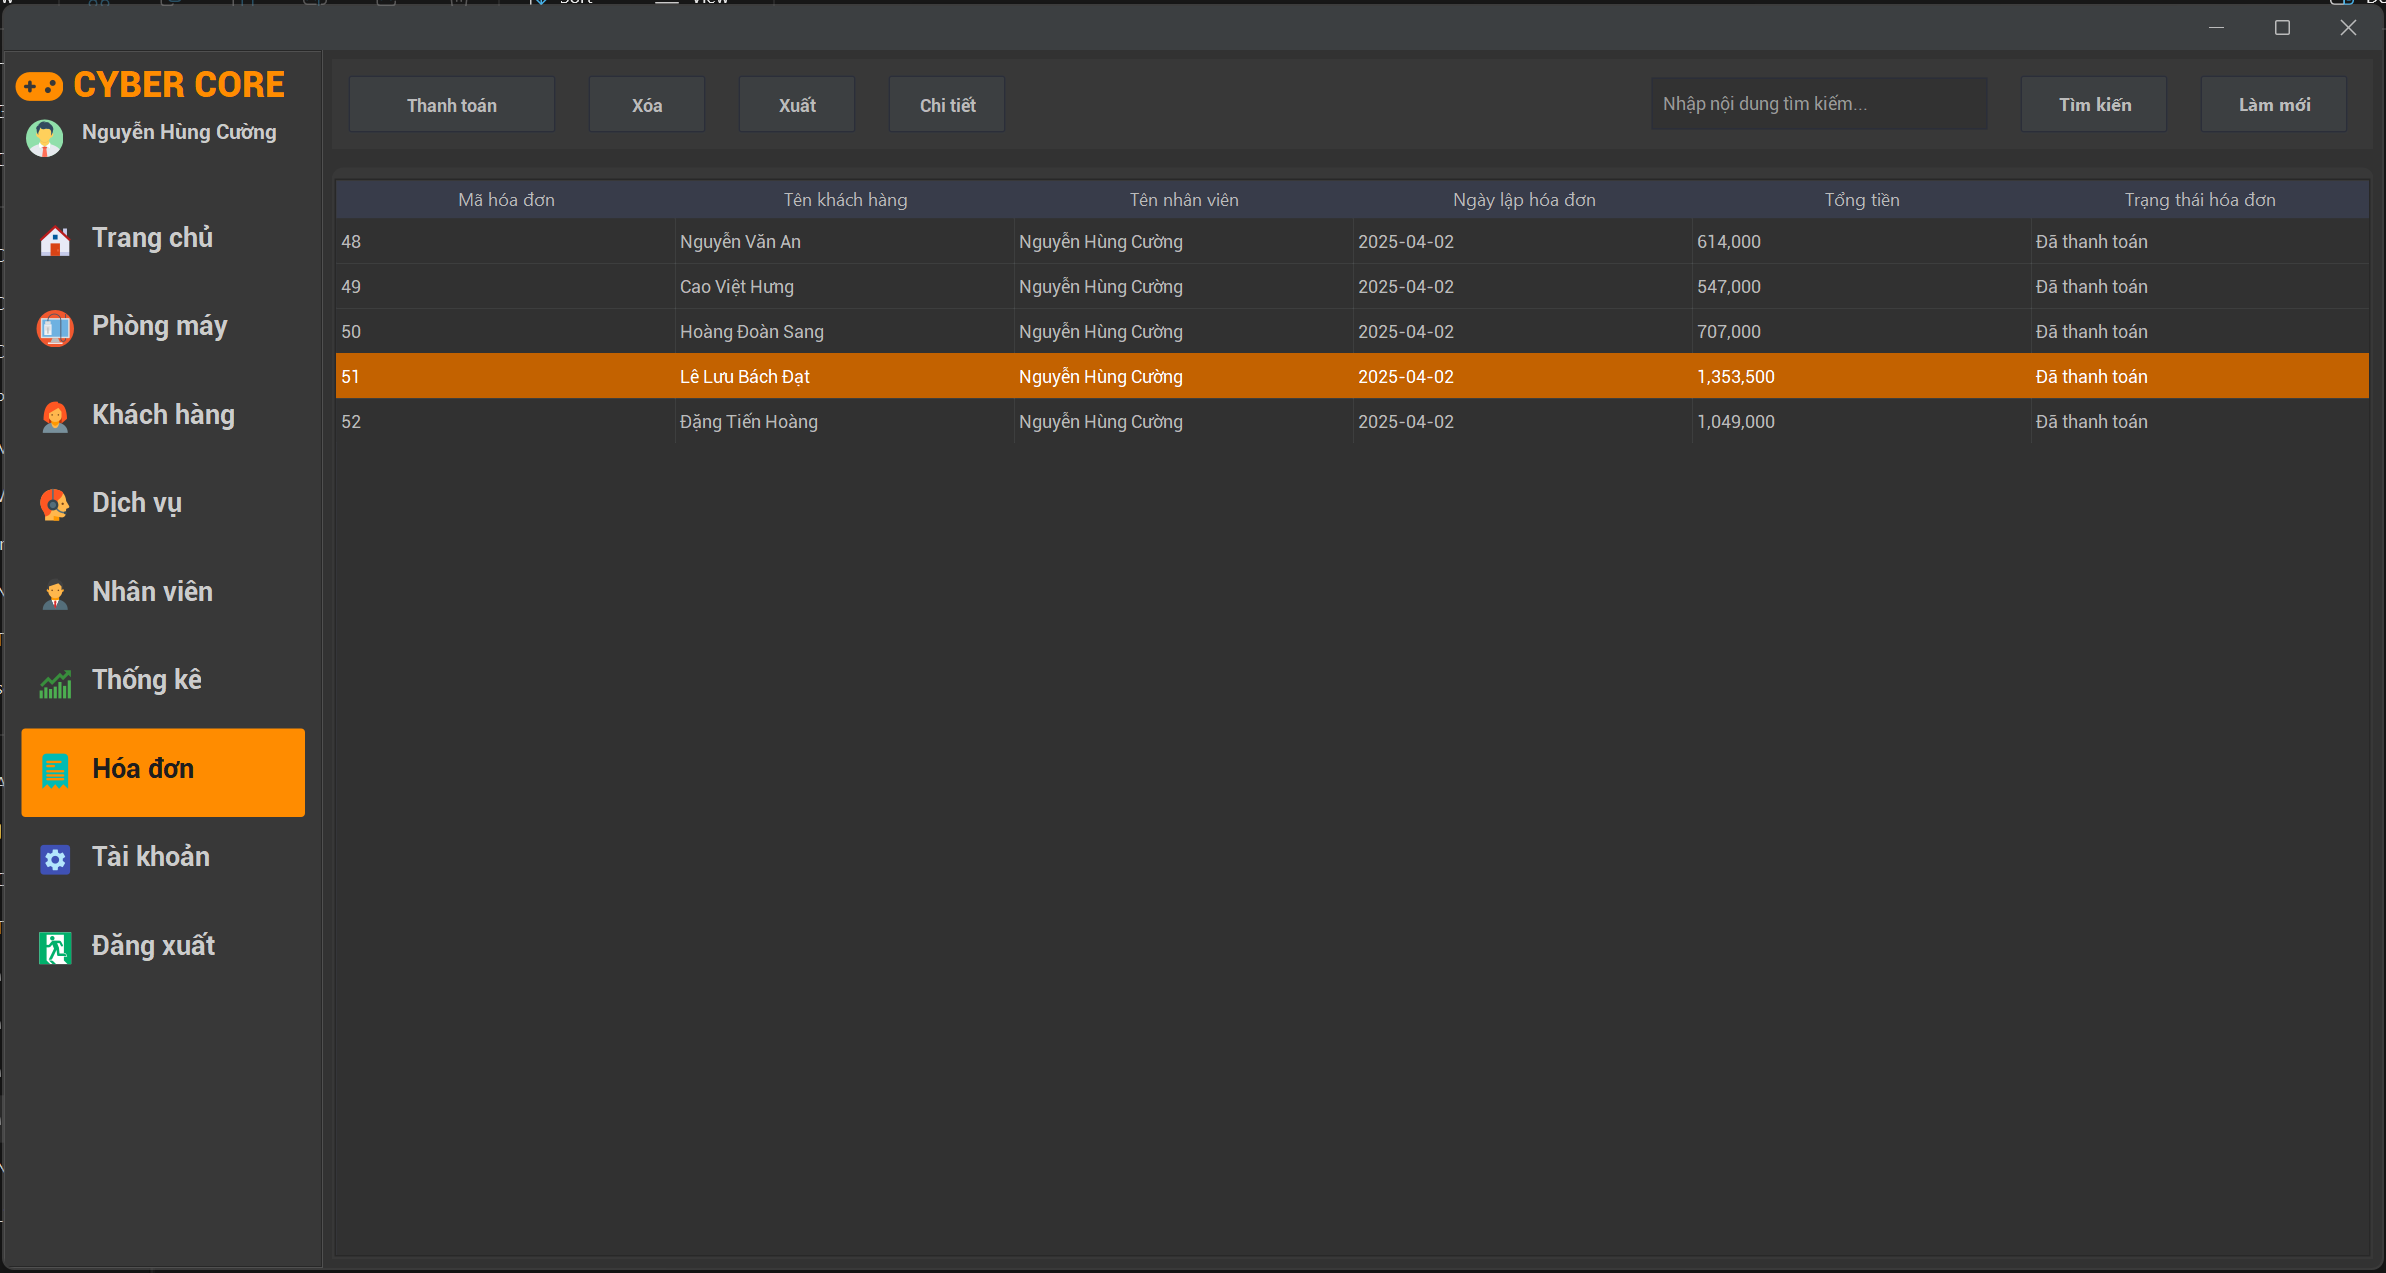 CYBER CORE
Nguyễn Hùng Cường
Trang chủ
Phòng máy
Khách hàng
Dịch vụ
Nhân viên
Thống kê
Hóa đơn
Tài khoản
Đăng xuất
Thanh toán Xóa Xuất Chi tiết Nhập nội dung tìm kiếm... Tìm kiến Làm mới
Mã hóa đơn Tên khách hàng Tên nhân viên Ngày lập hóa đơn Tổng tiền Trạng thái hóa đơn
48 Nguyễn Văn An Nguyễn Hùng Cường 2025-04-02 614,000 Đã thanh toán
49 Cao Việt Hưng Nguyễn Hùng Cường 2025-04-02 547,000 Đã thanh toán
50 Hoàng Đoàn Sang Nguyễn Hùng Cường 2025-04-02 707,000 Đã thanh toán
51 Lê Lưu Bách Đạt Nguyễn Hùng Cường 2025-04-02 1,353,500 Đã thanh toán
52 Đặng Tiến Hoàng Nguyễn Hùng Cường 2025-04-02 1,049,000 Đã thanh toán